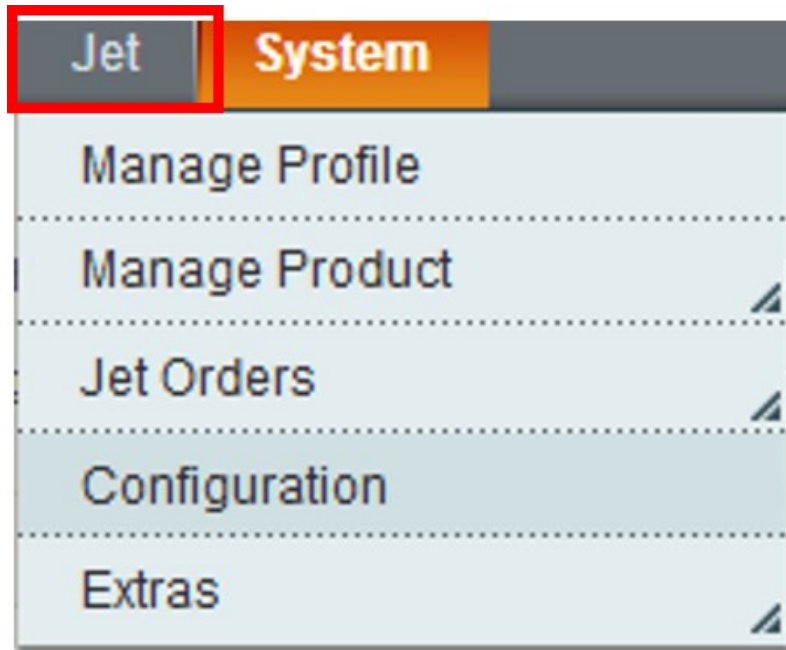 Jet System
Manage Profile
Manage Product
Jet Orders
Configuration
Extras